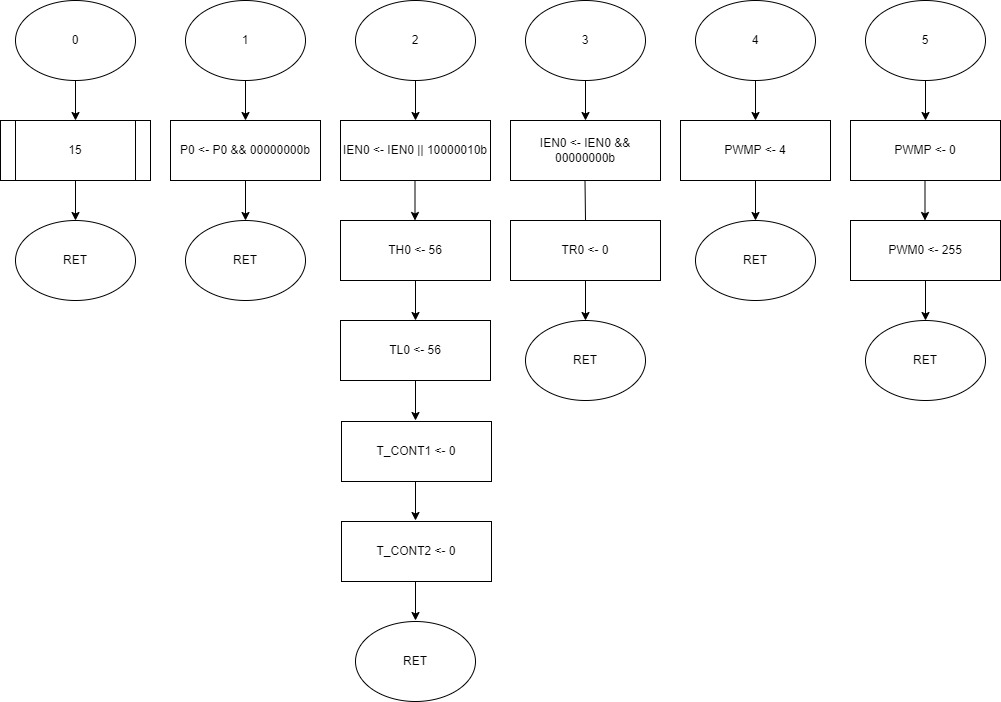 0
1
2
3
4
5
15
P0 <- P0 && 00000000b
IEN0 <- IEN0 || 10000010b
IEN0 <- IEN0 &&
00000000b
PWMP <- 4
PWMP <- 0
RET
RET
TH0 <- 56
TR0 <- 0
RET
PWM0 <- 255
TL0 <- 56
RET
RET
T_CONT1 <- 0
T_CONT2 <- 0
RET